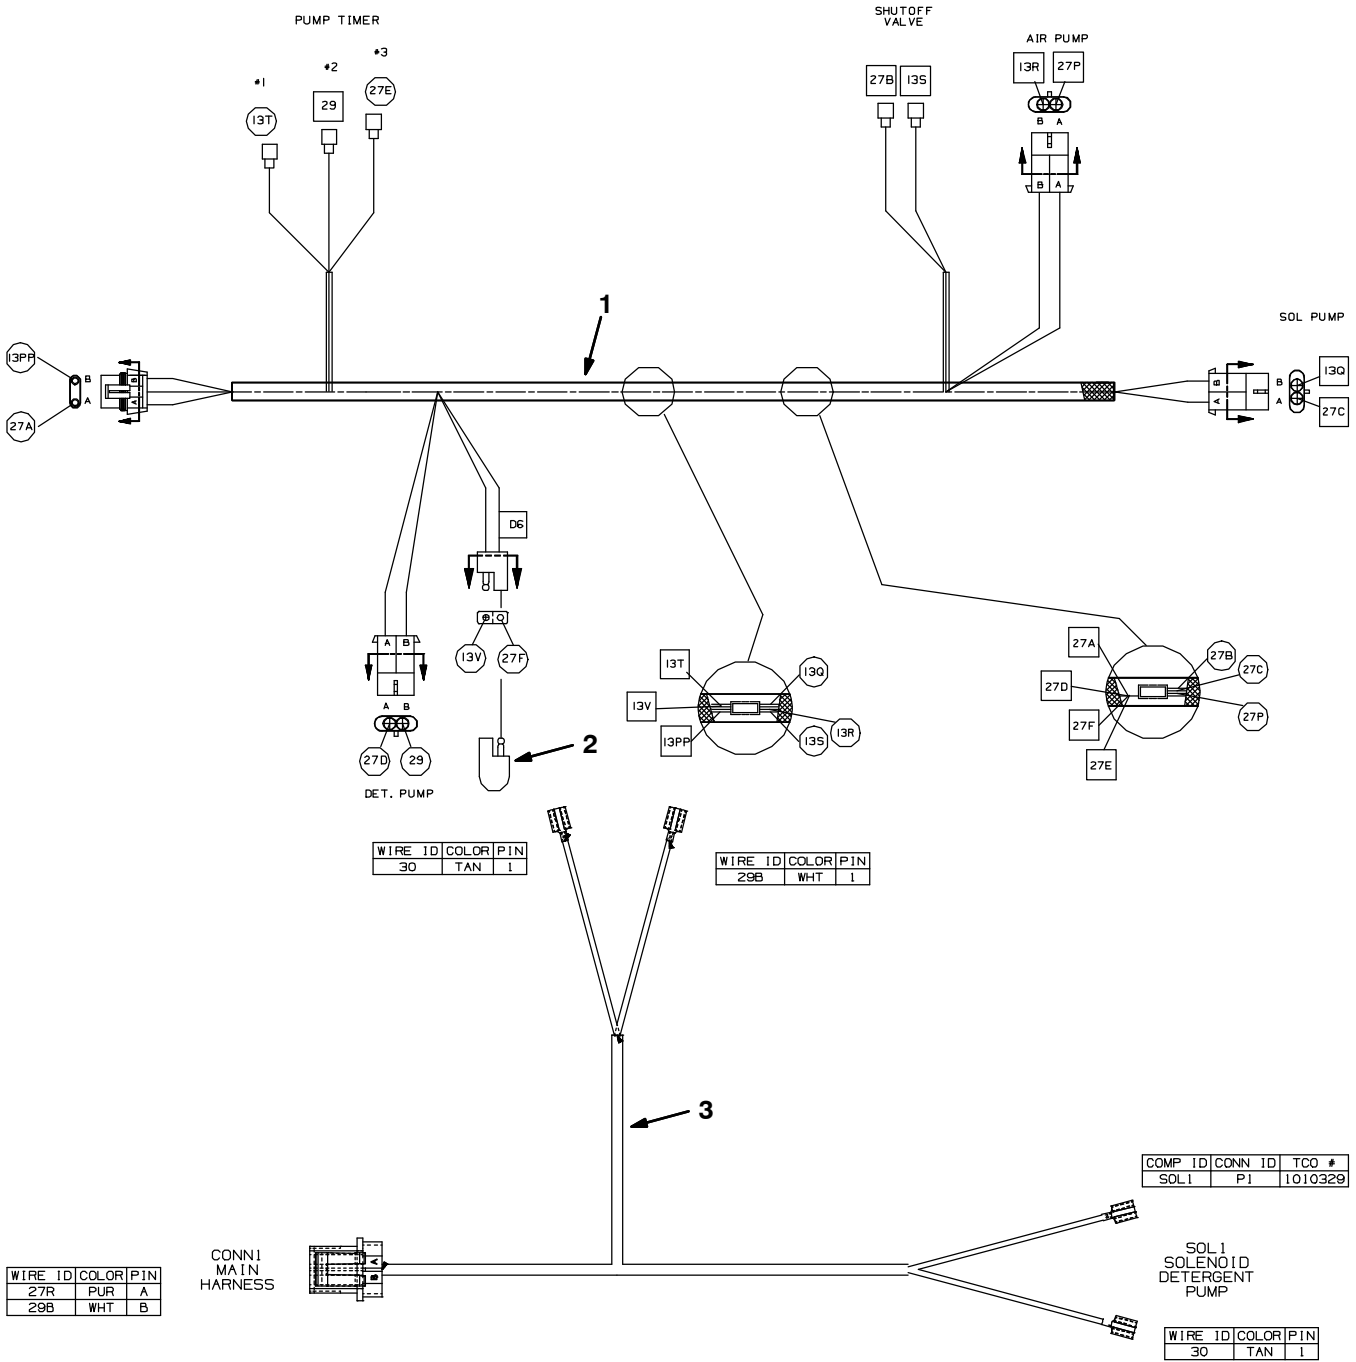 PUMP TIMER
SHUTOFF
VALVE
AIR PUMP
#1
#2
#3
13T
29
27E
27B
13S
13R
27P
B A
B A
1
SOL PUMP
13PP
27A
B
A
B
A
B
A
B
A
13Q
27C
D6
A B
A B
13V
27F
27D
29
DET. PUMP
2
13T
13V
13PP
13Q
13R
13S
27A
27D
27F
27E
27B
27C
27P
WIRE ID COLOR PIN
30 TAN 1
WIRE ID COLOR PIN
29B WHT 1
3
COMP ID CONN ID TCO #
SOL1 P1 1010329
CONN1
MAIN
HARNESS
A
B
WIRE ID COLOR PIN
27R PUR A
29B WHT B
SOL1
SOLENOID
DETERGENT
PUMP
WIRE ID COLOR PIN
30 TAN 1